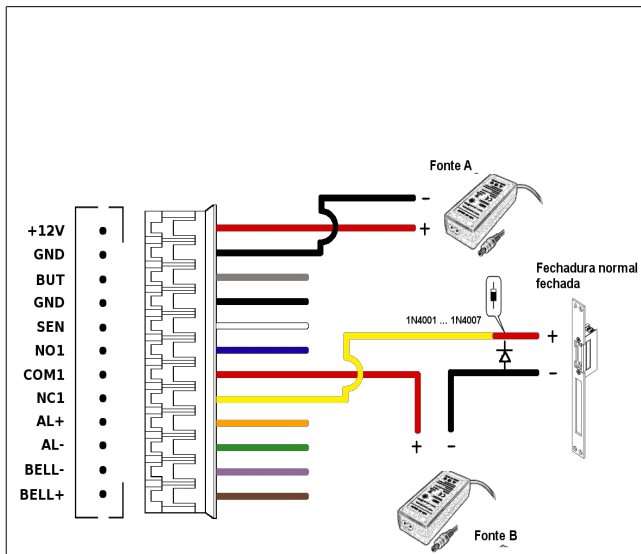 Fonte A
-
+12V
+
GND
Fechadura normal
fechada
BUT
GND
1N4001 ... 1N4007
SEN
+
NO1
COM1
-
NC1
AL+
AL-
+ -
BELL-
BELL+
Fonte B